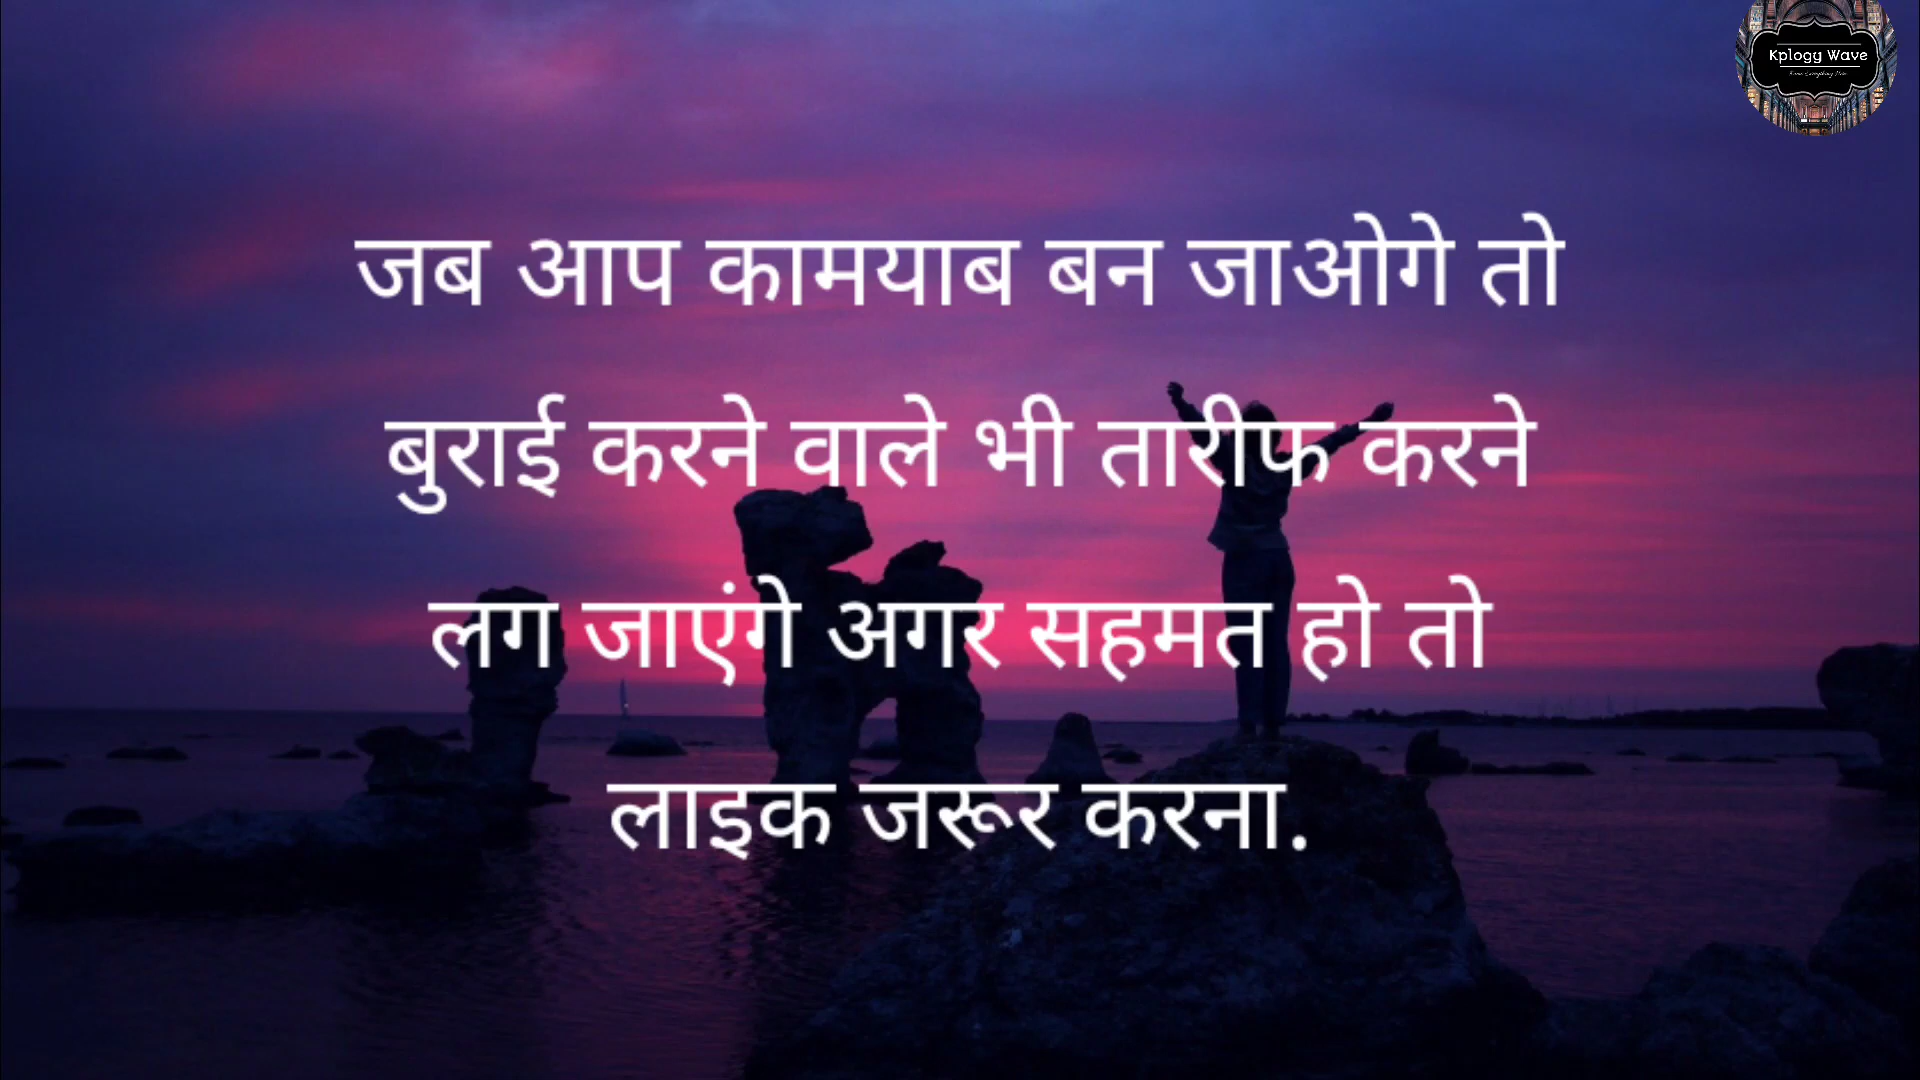 Kplogy Wave
जब आप कामयाब बन जाओगे तो
बुराई करने वाले भी तारीफ करने
लग जाएंगे अगर सहमत हो तो
लाइक जरूर करना.